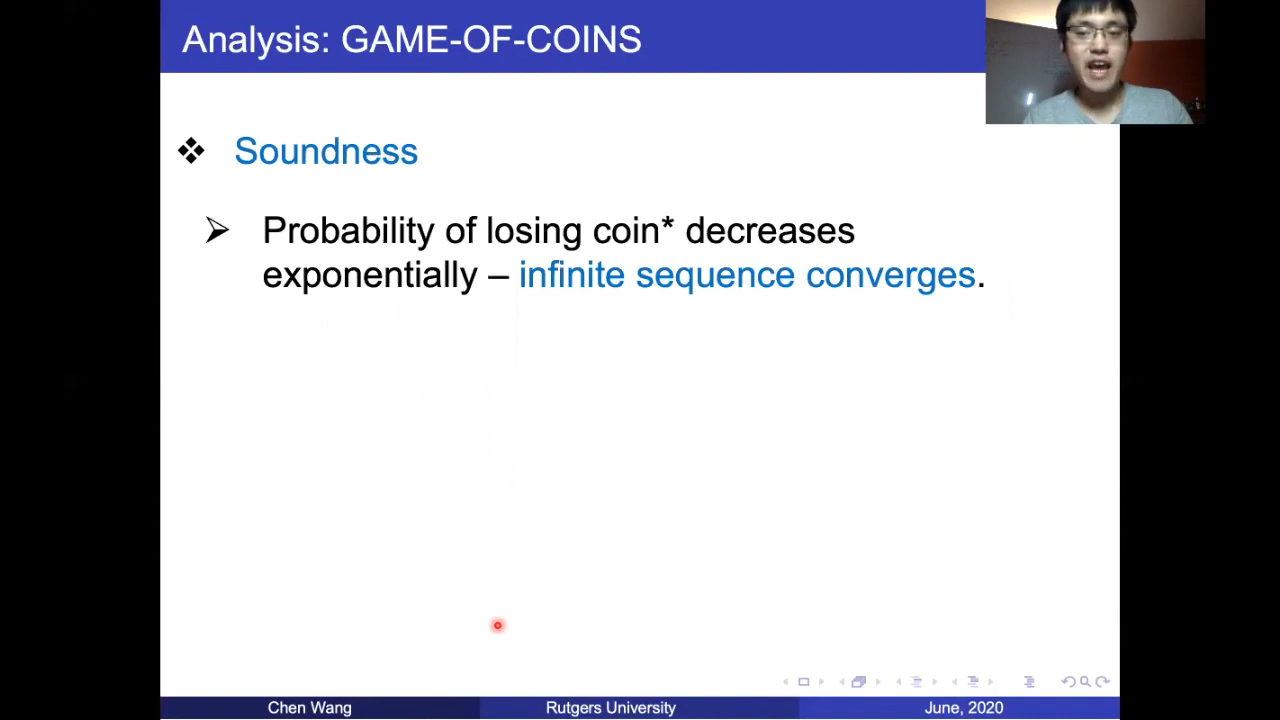 Analysis: GAME-OF-COINS
Soundness
Probability of losing coin* decreases
exponentially – infinite sequence converges.
Chen Wang
Rutgers University
June, 2020